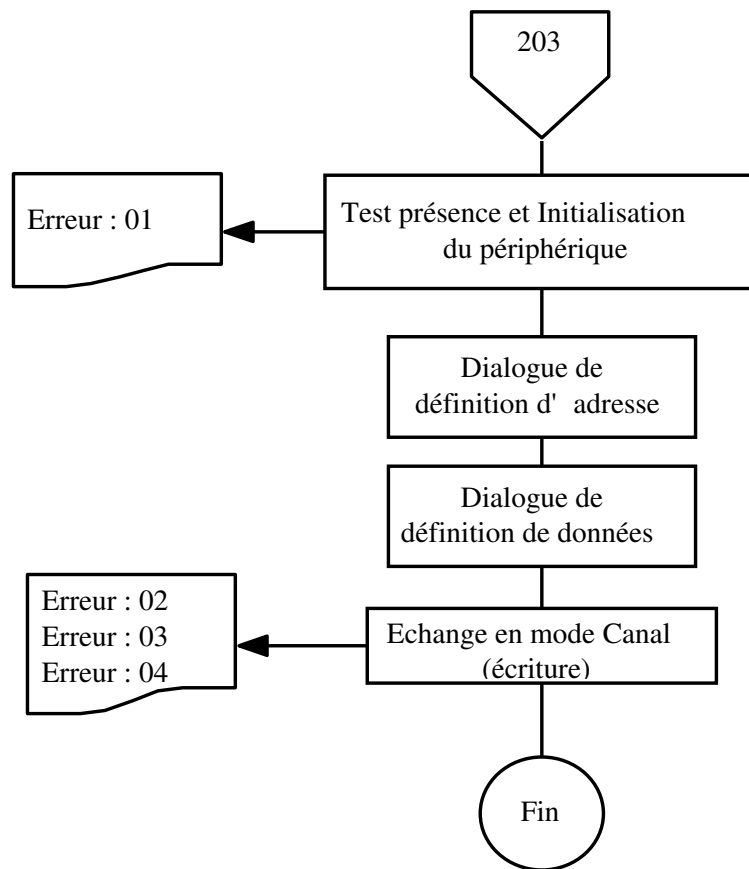 203
Erreur : 01
Test présence et Initialisation
du périphérique
Dialogue de
définition d' adresse
Dialogue de
définition de données
Erreur : 02
Erreur : 03
Erreur : 04
Echange en mode Canal
(écriture)
Fin